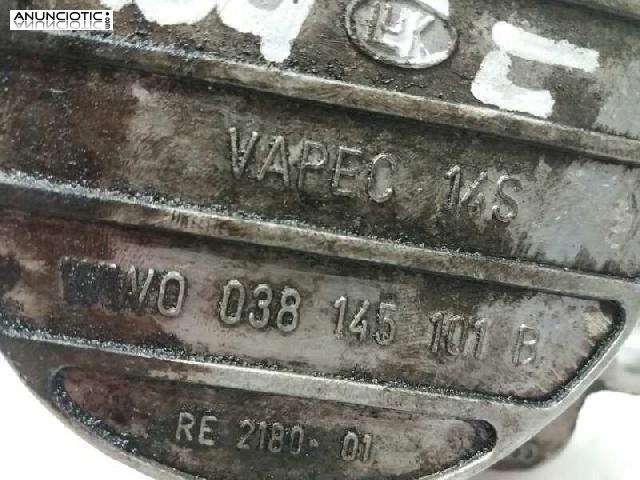 ANUNCIOTIC
LUK
VAPEC 14S
038 145 101 B
RE 2180- 01